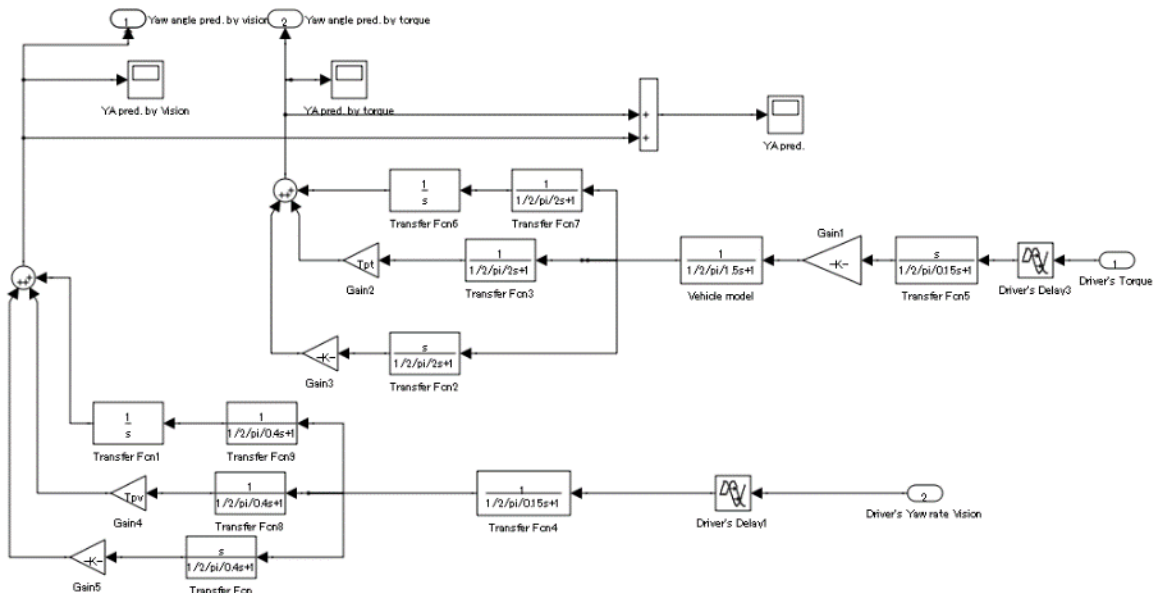 1
Yaw angle pred. by vision
2
Yaw angle pred. by torque
YA pred. by Vision
YA pred. by torque
+
+
YA pred.
+++
1
s
Transfer Fcn6
1
1/2/pi/2s+1
Transfer Fcn7
Tpt
Gain2
1
1/2/pi/2s+1
Transfer Fcn3
1
1/2/pi/1.5s+1
Vehicle model
Gain1
-K-
s
1/2/pi/0.15s+1
Transfer Fcn5
Driver's Delay3
1
Driver's Torque
+++
-K-
Gain3
s
1/2/pi/2s+1
Transfer Fcn2
1
s
Transfer Fcn1
1
1/2/pi/0.4s+1
Transfer Fcn9
Tpv
Gain4
1
1/2/pi/0.4s+1
Transfer Fcn8
1
1/2/pi/0.15s+1
Transfer Fcn4
Driver's Delay1
2
Driver's Yaw rate Vision
-K-
Gain5
s
1/2/pi/0.4s+1
Transfer Fcn